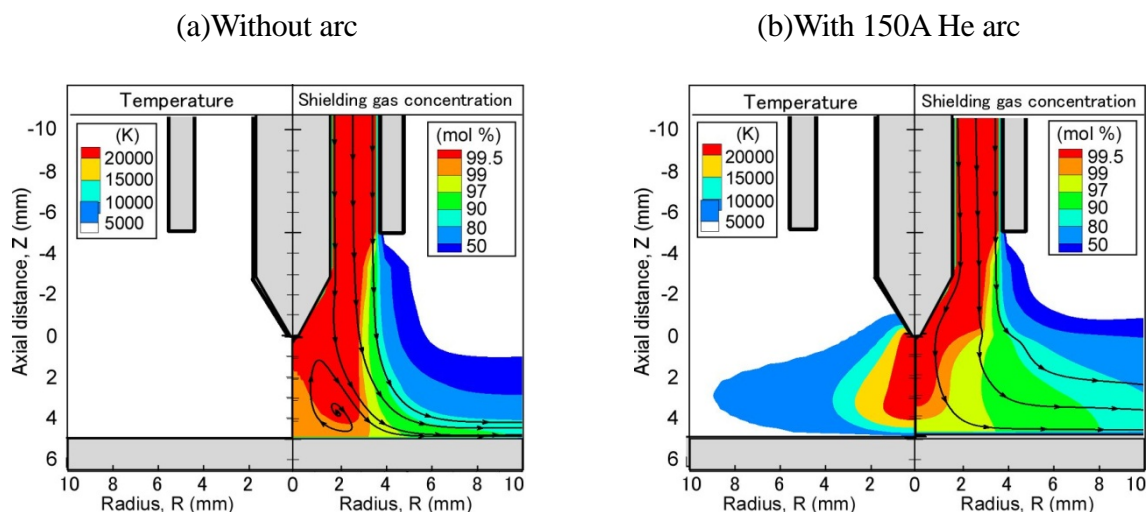 (a)Without arc
(b)With 150A He arc
Temperature
Shielding gas concentration
(K)
20000
15000
10000
5000
(mol %)
99.5
99
97
90
80
50
Axial distance, Z (mm)
-10
-8
-6
-4
-2
0
2
4
6
10 8 6 4 2 0 2 4 6 8 10
Radius, R (mm) Radius, R (mm)
Temperature
Shielding gas concentration
(K)
20000
15000
10000
5000
(mol %)
99.5
99
97
90
80
50
Axial distance, Z (mm)
-10
-8
-6
-4
-2
0
2
4
6
10 8 6 4 2 0 2 4 6 8 10
Radius, R (mm) Radius, R (mm)